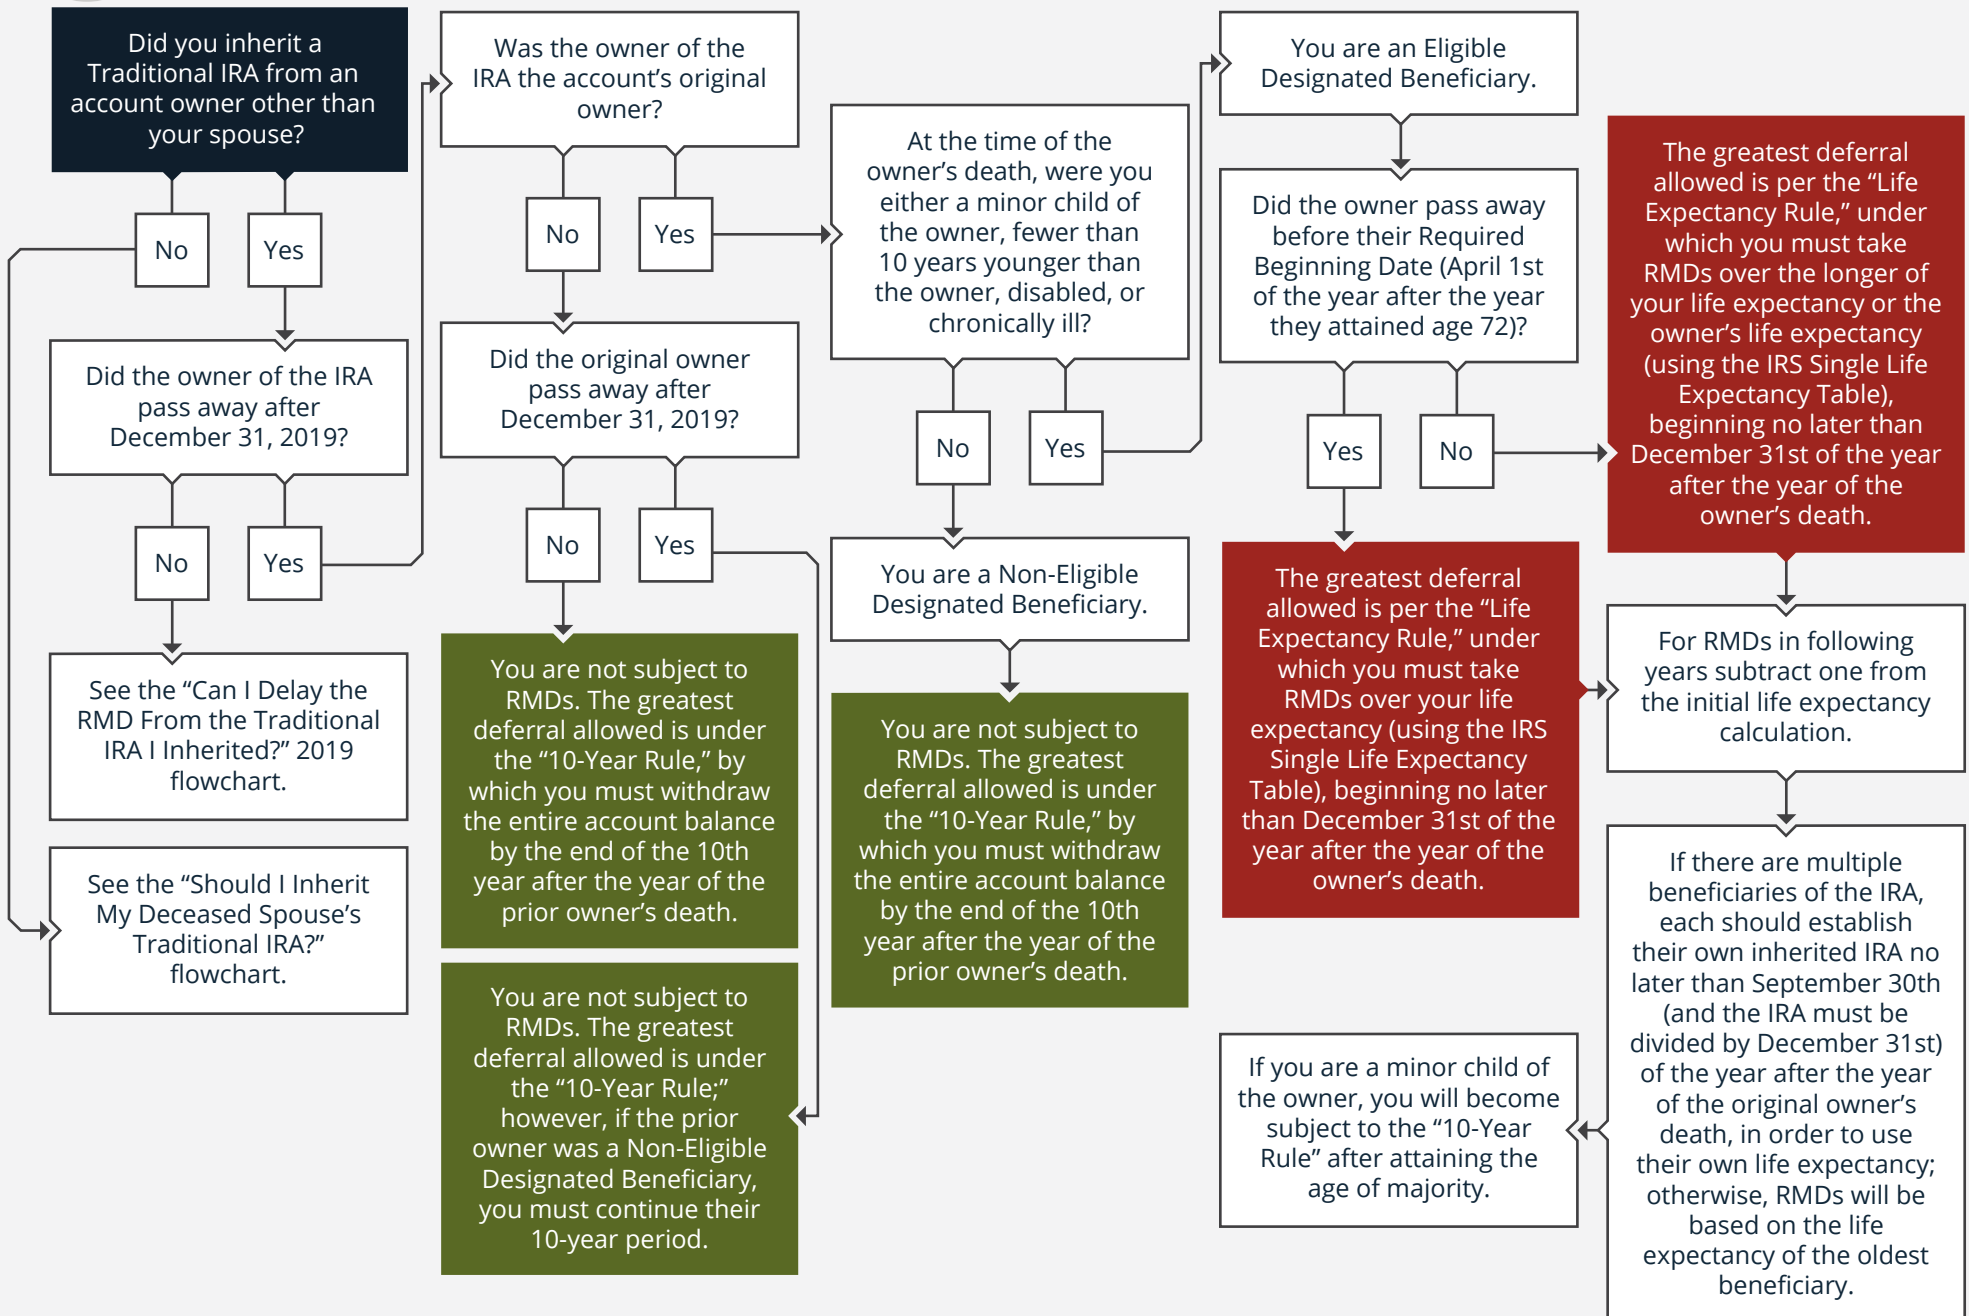 Did you inherit a
Traditional IRA from an
account owner other than
your spouse?
No
Yes
Did the owner of the IRA
pass away after
December 31, 2019?
No
Yes
See the “Can I Delay the
RMD From the Traditional
IRA I Inherited?” 2019
flowchart.
See the “Should I Inherit
My Deceased Spouse’s
Traditional IRA?”
flowchart.
Was the owner of the
IRA the account’s original
owner?
No
Yes
Did the original owner
pass away after
December 31, 2019?
No
Yes
You are not subject to
RMDs. The greatest
deferral allowed is under
the “10-Year Rule,” by
which you must withdraw
the entire account balance
by the end of the 10th
year after the year of the
prior owner’s death.
You are not subject to
RMDs. The greatest
deferral allowed is under
the “10-Year Rule;”
however, if the prior
owner was a Non-Eligible
Designated Beneficiary,
you must continue their
10-year period.
At the time of the
owner’s death, were you
either a minor child of
the owner, fewer than
10 years younger than
the owner, disabled, or
chronically ill?
No
Yes
You are a Non-Eligible
Designated Beneficiary.
You are not subject to
RMDs. The greatest
deferral allowed is under
the “10-Year Rule,” by
which you must withdraw
the entire account balance
by the end of the 10th
year after the year of the
prior owner’s death.
You are an Eligible
Designated Beneficiary.
Did the owner pass away
before their Required
Beginning Date (April 1st
of the year after the year
they attained age 72)?
Yes
No
The greatest deferral
allowed is per the “Life
Expectancy Rule,” under
which you must take
RMDs over your life
expectancy (using the IRS
Single Life Expectancy
Table), beginning no later
than December 31st of the
year after the year of the
owner’s death.
The greatest deferral
allowed is per the “Life
Expectancy Rule,” under
which you must take
RMDs over the longer of
your life expectancy or the
owner’s life expectancy
(using the IRS Single Life
Expectancy Table),
beginning no later than
December 31st of the year
after the year of the
owner’s death.
For RMDs in following
years subtract one from
the initial life expectancy
calculation.
If there are multiple
beneficiaries of the IRA,
each should establish
their own inherited IRA no
later than September 30th
(and the IRA must be
divided by December 31st)
of the year after the year
of the original owner’s
death, in order to use
their own life expectancy;
otherwise, RMDs will be
based on the life
expectancy of the oldest
beneficiary.
If you are a minor child of
the owner, you will become
subject to the “10-Year
Rule” after attaining the
age of majority.